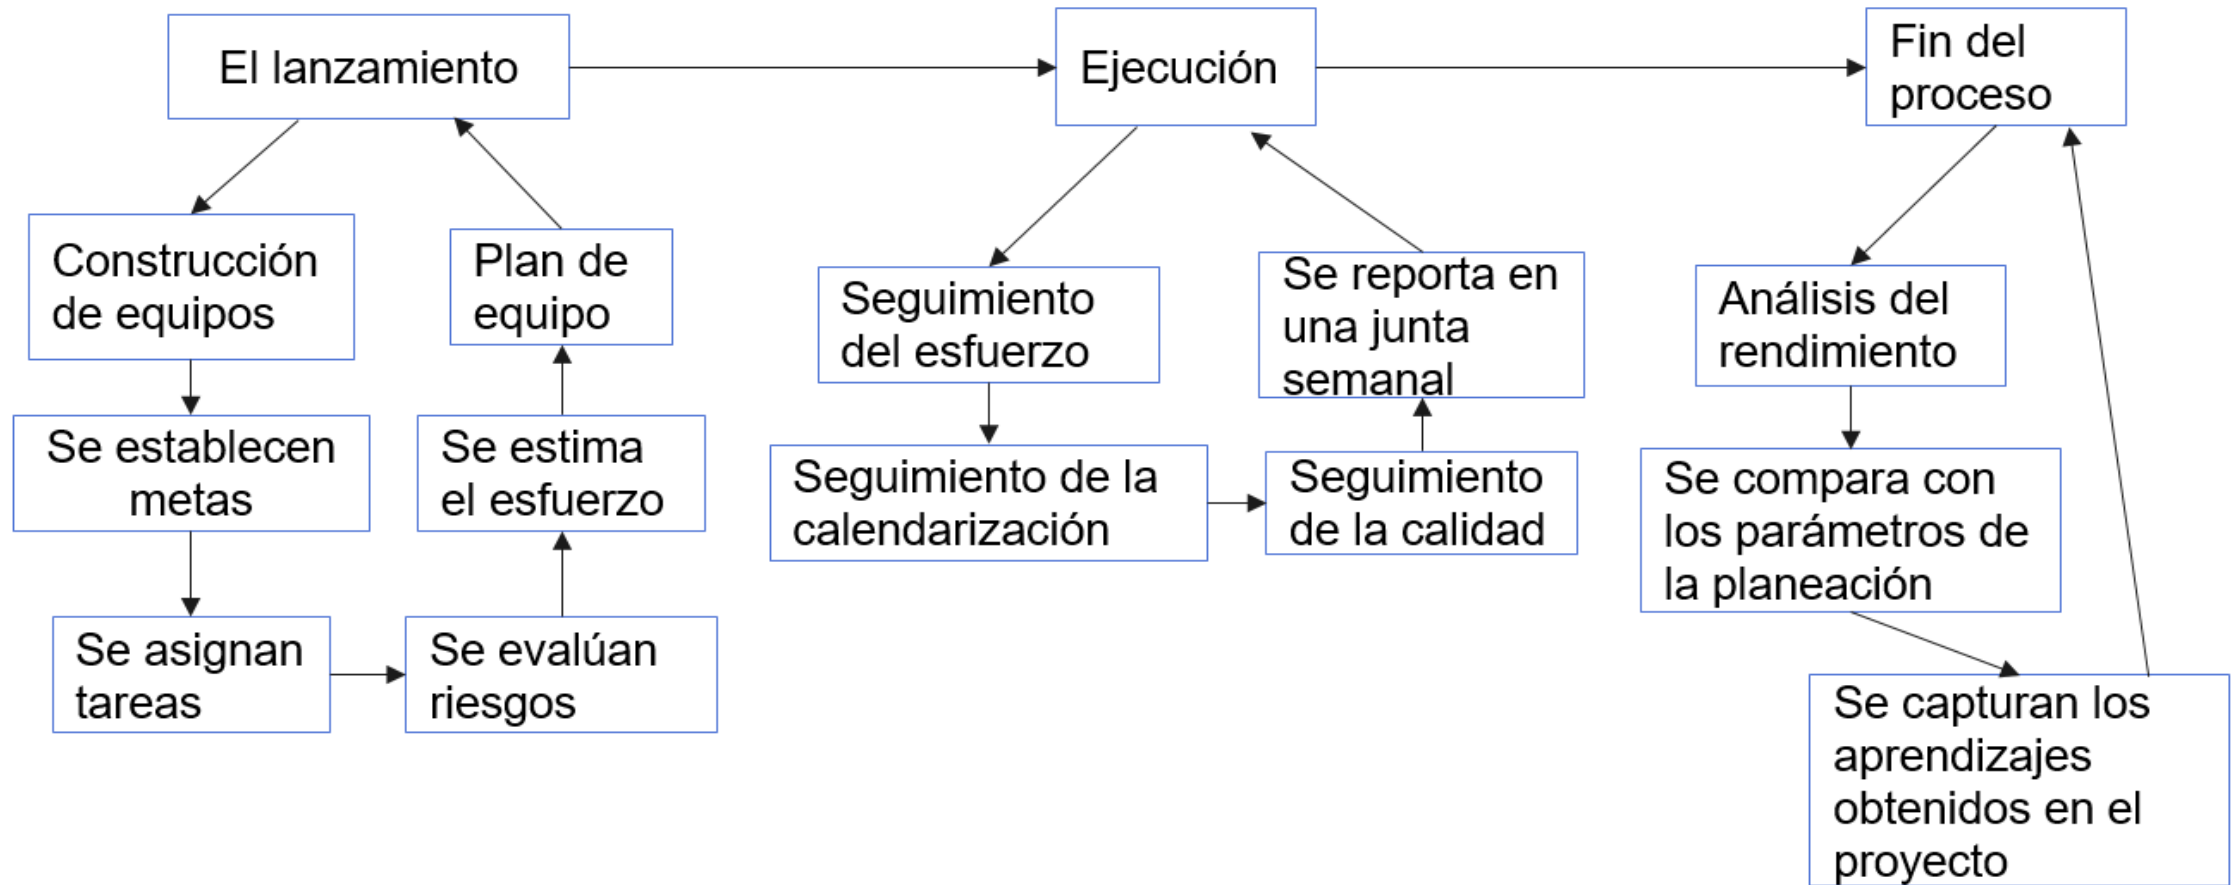 El lanzamiento
Ejecución
Fin del
proceso
Construcción
de equipos
Plan de
equipo
Se establecen
metas
Se estima
el esfuerzo
Se asignan
tareas
Se evalúan
riesgos
Seguimiento
del esfuerzo
Se reporta en
una junta
semanal
Seguimiento de la
calendarización
Seguimiento
de la calidad
Análisis del
rendimiento
Se compara con
los parámetros de
la planeación
Se capturan los
aprendizajes
obtenidos en el
proyecto